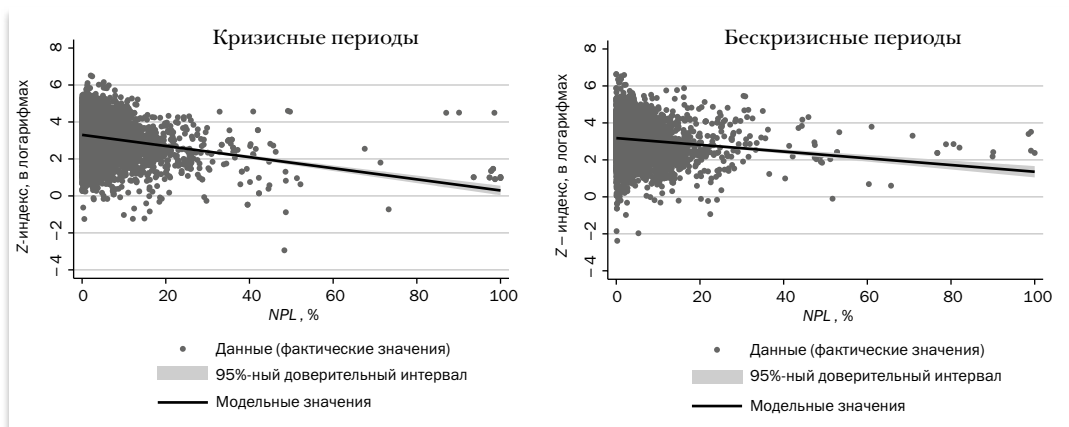 Кризисные периоды
Z-индекс, в логарифмах
8
6
4
2
0
–2
–4
0 20 40 60 80 100
NPL, %
Данные (фактические значения)
95%-ный доверительный интервал
Модельные значения
Бескризисные периоды
Z – индекс, в логарифмах
8
6
4
2
0
–2
–4
0 20 40 60 80 100
NPL, %
Данные (фактические значения)
95%-ный доверительный интервал
Модельные значения